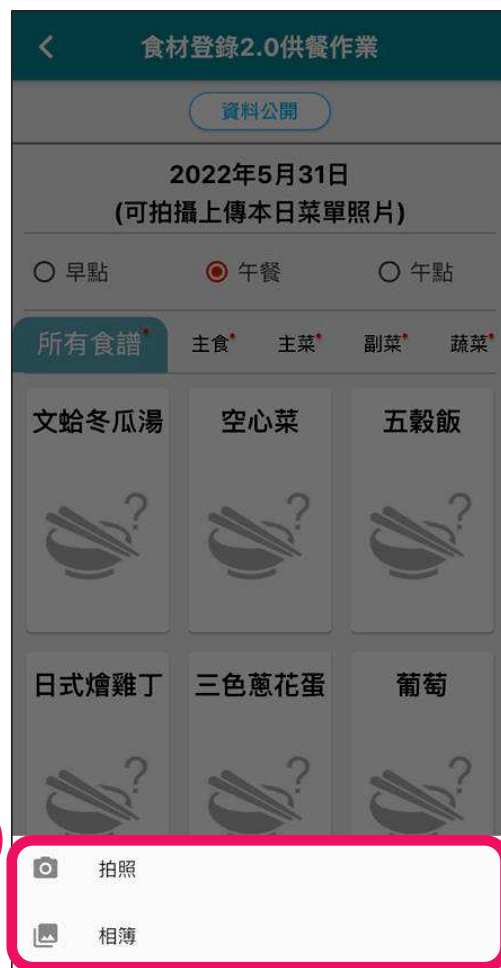 食材登錄2.0供餐作業
資料公開
2022年5月31日
(可拍攝上傳本日菜單照片)
早點 午餐 午點
所有食譜 主食 主菜 副菜 蔬菜
文蛤冬瓜湯 空心菜 五穀飯
?
?
?
日式燴雞丁 三色蔥花蛋 葡萄
?
?
?
拍照
相簿